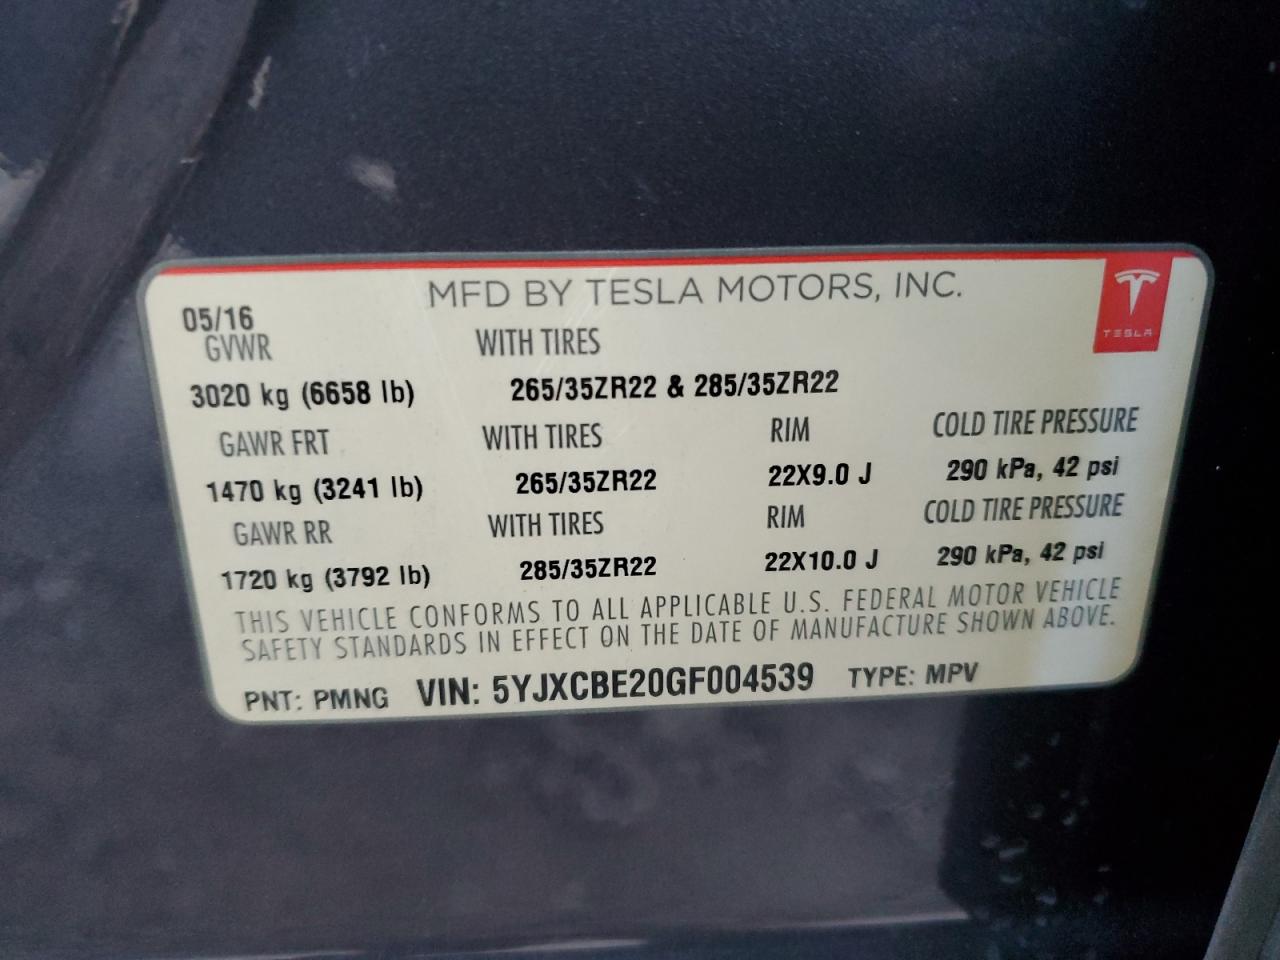 MFD BY TESLA MOTORS, INC.
TESLA
05/16
GVWR WITH TIRES
3020 kg (6658 lb) 265/35ZR22 & 285/35ZR22
GAWR FRT WITH TIRES RIM COLD TIRE PRESSURE
1470 kg (3241 lb) 265/35ZR22 22X9.0 J 290 kPa, 42 psi
GAWR RR WITH TIRES RIM COLD TIRE PRESSURE
1720 kg (3792 lb) 285/35ZR22 22X10.0 J 290 kPa, 42 psi
THIS VEHICLE CONFORMS TO ALL APPLICABLE U.S. FEDERAL MOTOR VEHICLE
SAFETY STANDARDS IN EFFECT ON THE DATE OF MANUFACTURE SHOWN ABOVE.
PNT: PMNG VIN: 5YJXCBE20GF004539 TYPE: MPV